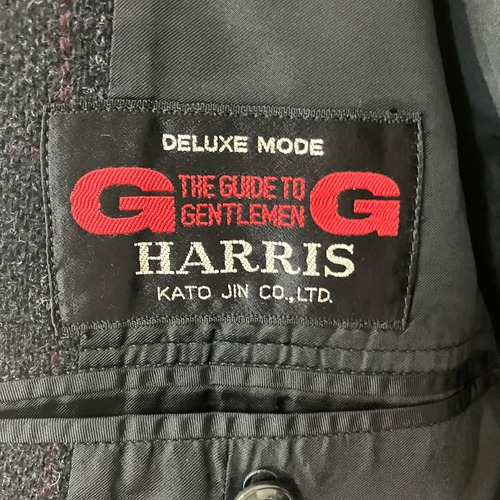 DELUXE MODE
G THE GUIDE TO G
GENTLEMEN
HARRIS
KATO JIN CO.,LTD.